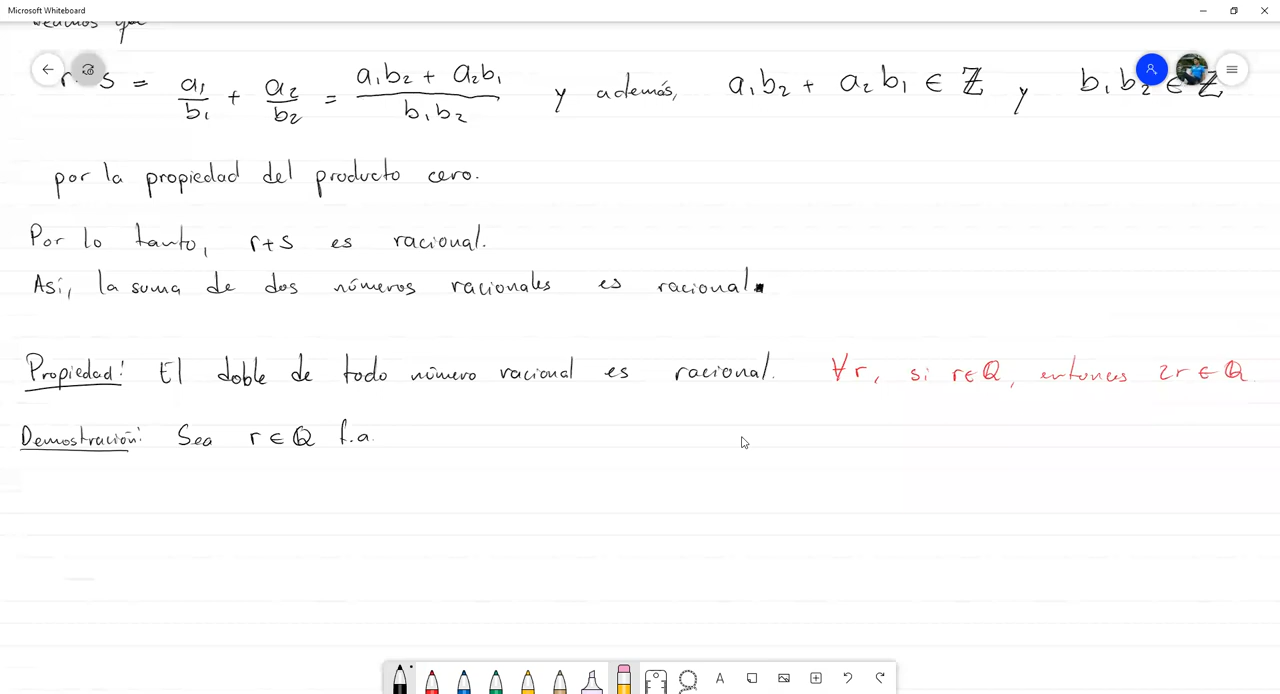 Microsoft Whiteboard
veamos que
r + s = a₁/b₁ + a₂/b₂ = (a₁b₂ + a₂b₁)/(b₁b₂) y además, a₁b₂ + a₂b₁ ∈ ℤ y b₁b₂ ∈ ℤ
por la propiedad del producto cero.
Por lo tanto, r+s es racional.
Así, la suma de dos números racionales es racional.
Propiedad: El doble de todo número racional es racional. ∀r, si r∈ℚ, entonces 2r ∈ ℚ
Demostración: Sea r∈ℚ f.a.
A